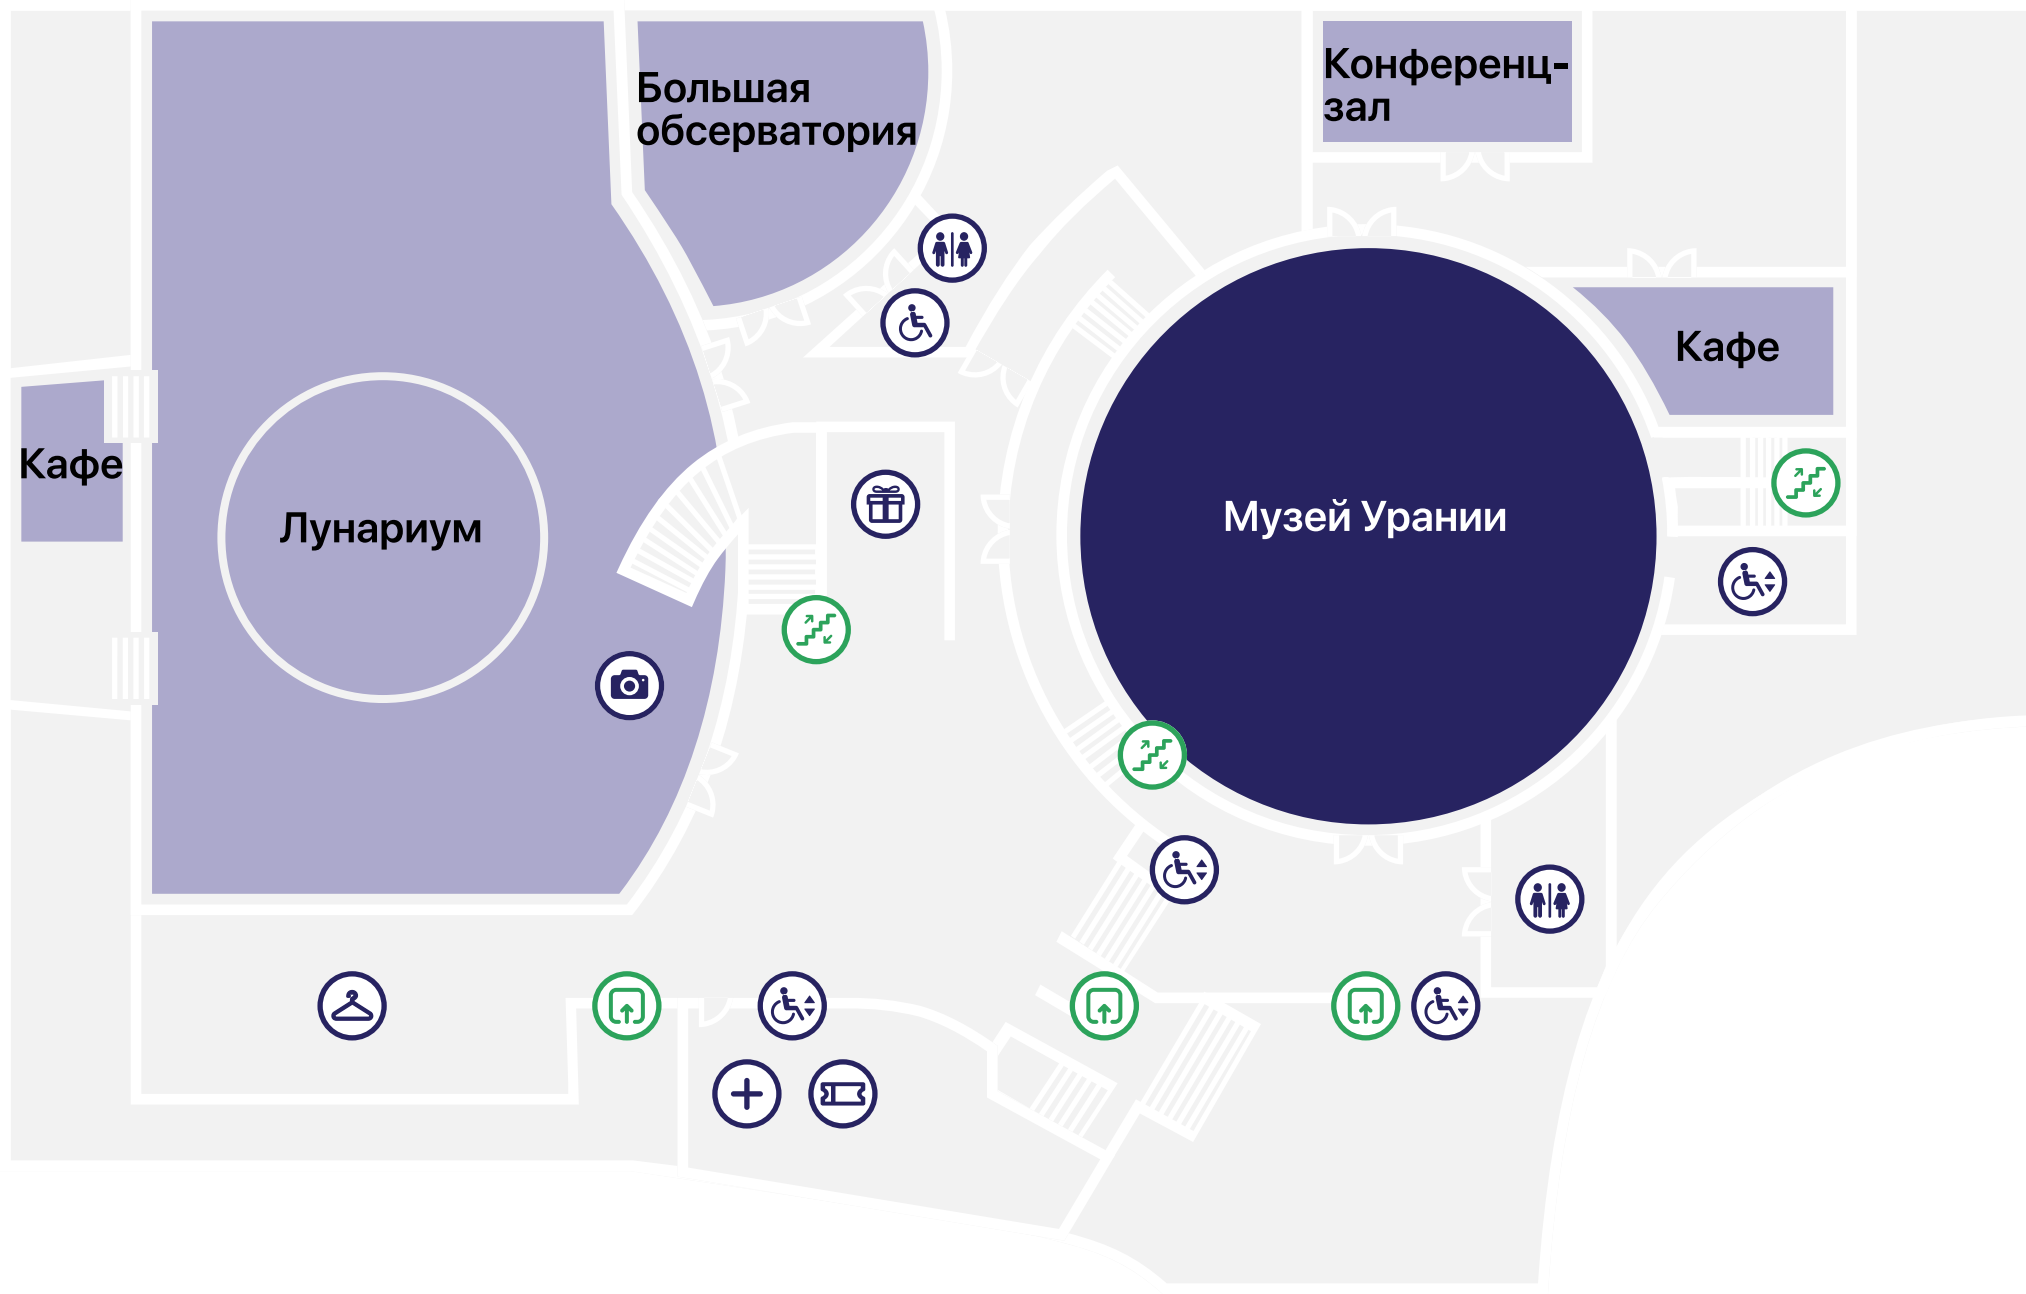 Большая
обсерватория
Конференц-
зал
Кафе
Кафе
Лунариум
Музей Урании